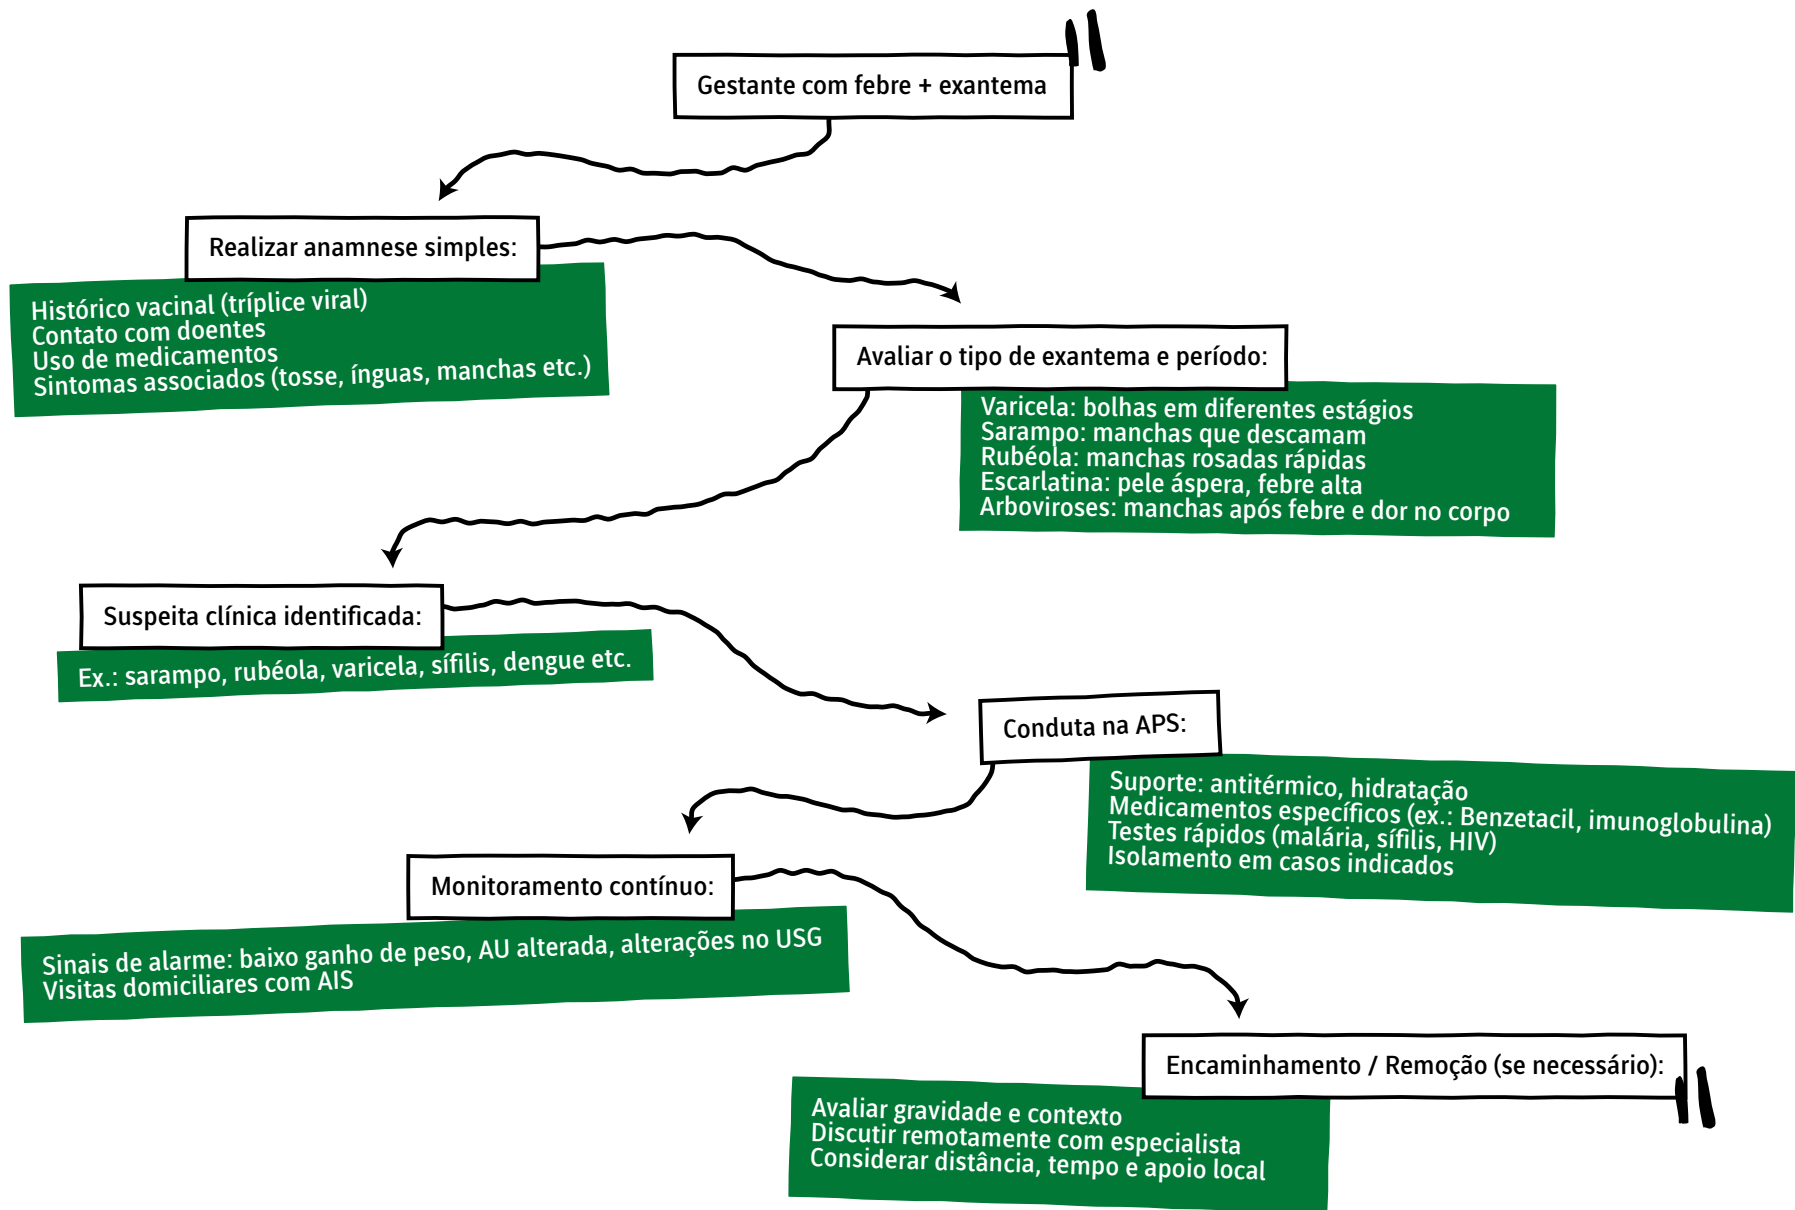 Gestante com febre + exantema
Realizar anamnese simples:
Histórico vacinal (tríplice viral)
Contato com doentes
Uso de medicamentos
Sintomas associados (tosse, ínguas, manchas etc.)
Avaliar o tipo de exantema e período:
Varicela: bolhas em diferentes estágios
Sarampo: manchas que descamam
Rubéola: manchas rosadas rápidas
Escarlatina: pele áspera, febre alta
Arboviroses: manchas após febre e dor no corpo
Suspeita clínica identificada:
Ex.: sarampo, rubéola, varicela, sífilis, dengue etc.
Conduta na APS:
Suporte: antitérmico, hidratação
Medicamentos específicos (ex.: Benzetacil, imunoglobulina)
Testes rápidos (malária, sífilis, HIV)
Isolamento em casos indicados
Monitoramento contínuo:
Sinais de alarme: baixo ganho de peso, AU alterada, alterações no USG
Visitas domiciliares com AIS
Encaminhamento / Remoção (se necessário):
Avaliar gravidade e contexto
Discutir remotamente com especialista
Considerar distância, tempo e apoio local